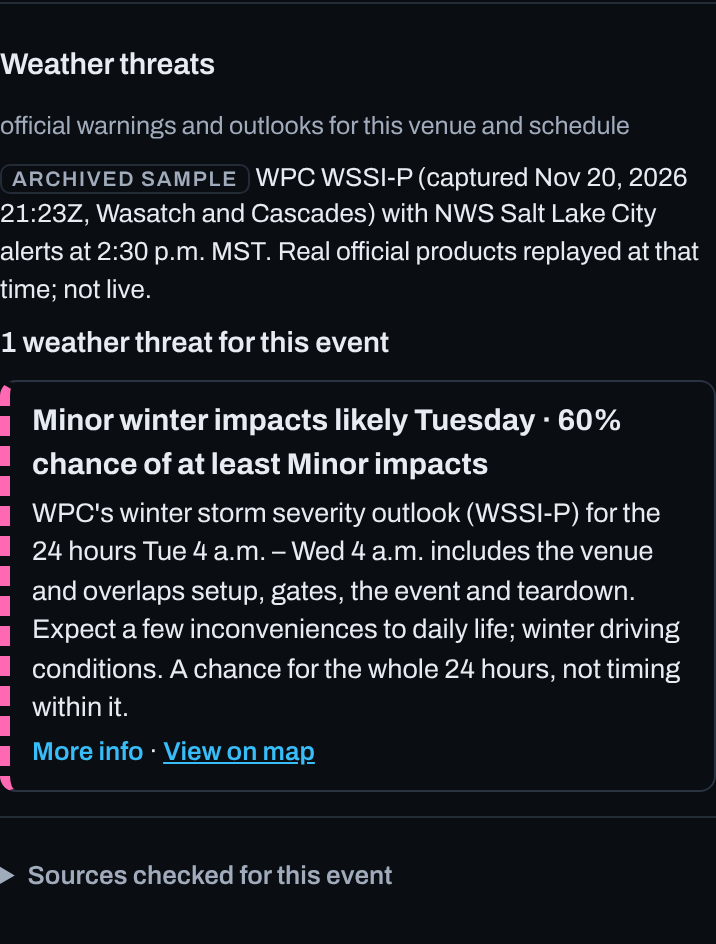 Weather threats
official warnings and outlooks for this venue and schedule
ARCHIVED SAMPLE WPC WSSI-P (captured Nov 20, 2026
21:23Z, Wasatch and Cascades) with NWS Salt Lake City
alerts at 2:30 p.m. MST. Real official products replayed at that
time; not live.
1 weather threat for this event
Minor winter impacts likely Tuesday · 60%
chance of at least Minor impacts
WPC's winter storm severity outlook (WSSI-P) for the
24 hours Tue 4 a.m. – Wed 4 a.m. includes the venue
and overlaps setup, gates, the event and teardown.
Expect a few inconveniences to daily life; winter driving
conditions. A chance for the whole 24 hours, not timing
within it.
More info · View on map
Sources checked for this event